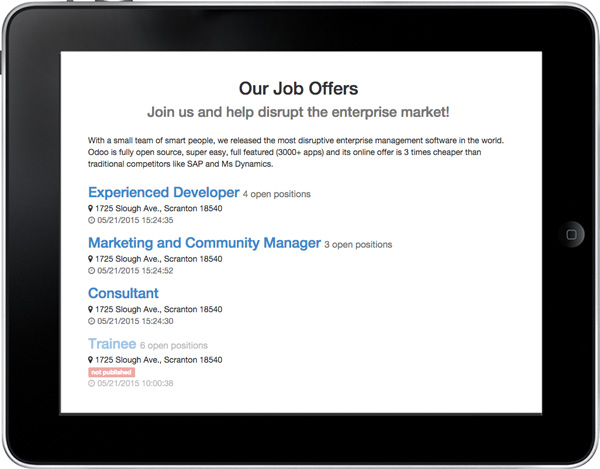 Our Job Offers
Join us and help disrupt the enterprise market!
With a small team of smart people, we released the most disruptive enterprise management software in the world.
Odoo is fully open source, super easy, full featured (3000+ apps) and its online offer is 3 times cheaper than
traditional competitors like SAP and Ms Dynamics.
Experienced Developer 4 open positions
1725 Slough Ave., Scranton 18540
05/21/2015 15:24:35
Marketing and Community Manager 3 open positions
1725 Slough Ave., Scranton 18540
05/21/2015 15:24:52
Consultant
1725 Slough Ave., Scranton 18540
05/21/2015 15:24:30
Trainee 6 open positions
1725 Slough Ave., Scranton 18540
not published
05/21/2015 10:00:38